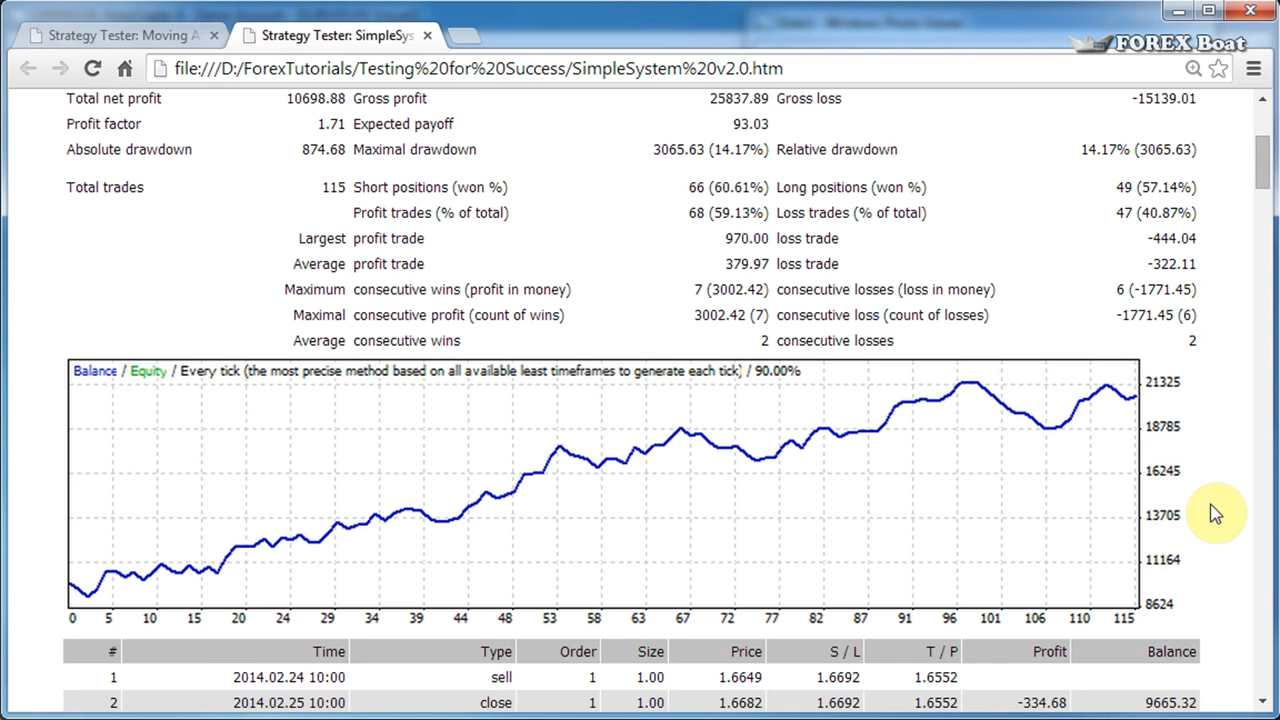 Strategy Tester: Moving A
Strategy Tester: SimpleSys
FOREX Boat
file:///D:/ForexTutorials/Testing%20for%20Success/SimpleSystem%20v2.0.htm
Total net profit 10698.88 Gross profit 25837.89 Gross loss -15139.01
Profit factor 1.71 Expected payoff 93.03
Absolute drawdown 874.68 Maximal drawdown 3065.63 (14.17%) Relative drawdown 14.17% (3065.63)
Total trades 115 Short positions (won %) 66 (60.61%) Long positions (won %) 49 (57.14%)
Profit trades (% of total) 68 (59.13%) Loss trades (% of total) 47 (40.87%)
Largest profit trade 970.00 loss trade -444.04
Average profit trade 379.97 loss trade -322.11
Maximum consecutive wins (profit in money) 7 (3002.42) consecutive losses (loss in money) 6 (-1771.45)
Maximal consecutive profit (count of wins) 3002.42 (7) consecutive loss (count of losses) -1771.45 (6)
Average consecutive wins 2 consecutive losses 2
Balance / Equity / Every tick (the most precise method based on all available least timeframes to generate each tick) / 90.00%
21325
18785
16245
13705
11164
8624
0 5 10 15 20 24 29 34 39 44 48 53 58 63 67 72 77 82 87 91 96 101 106 110 115
# Time Type Order Size Price S / L T / P Profit Balance
1 2014.02.24 10:00 sell 1 1.00 1.6649 1.6692 1.6552
2 2014.02.25 10:00 close 1 1.00 1.6682 1.6692 1.6552 -334.68 9665.32